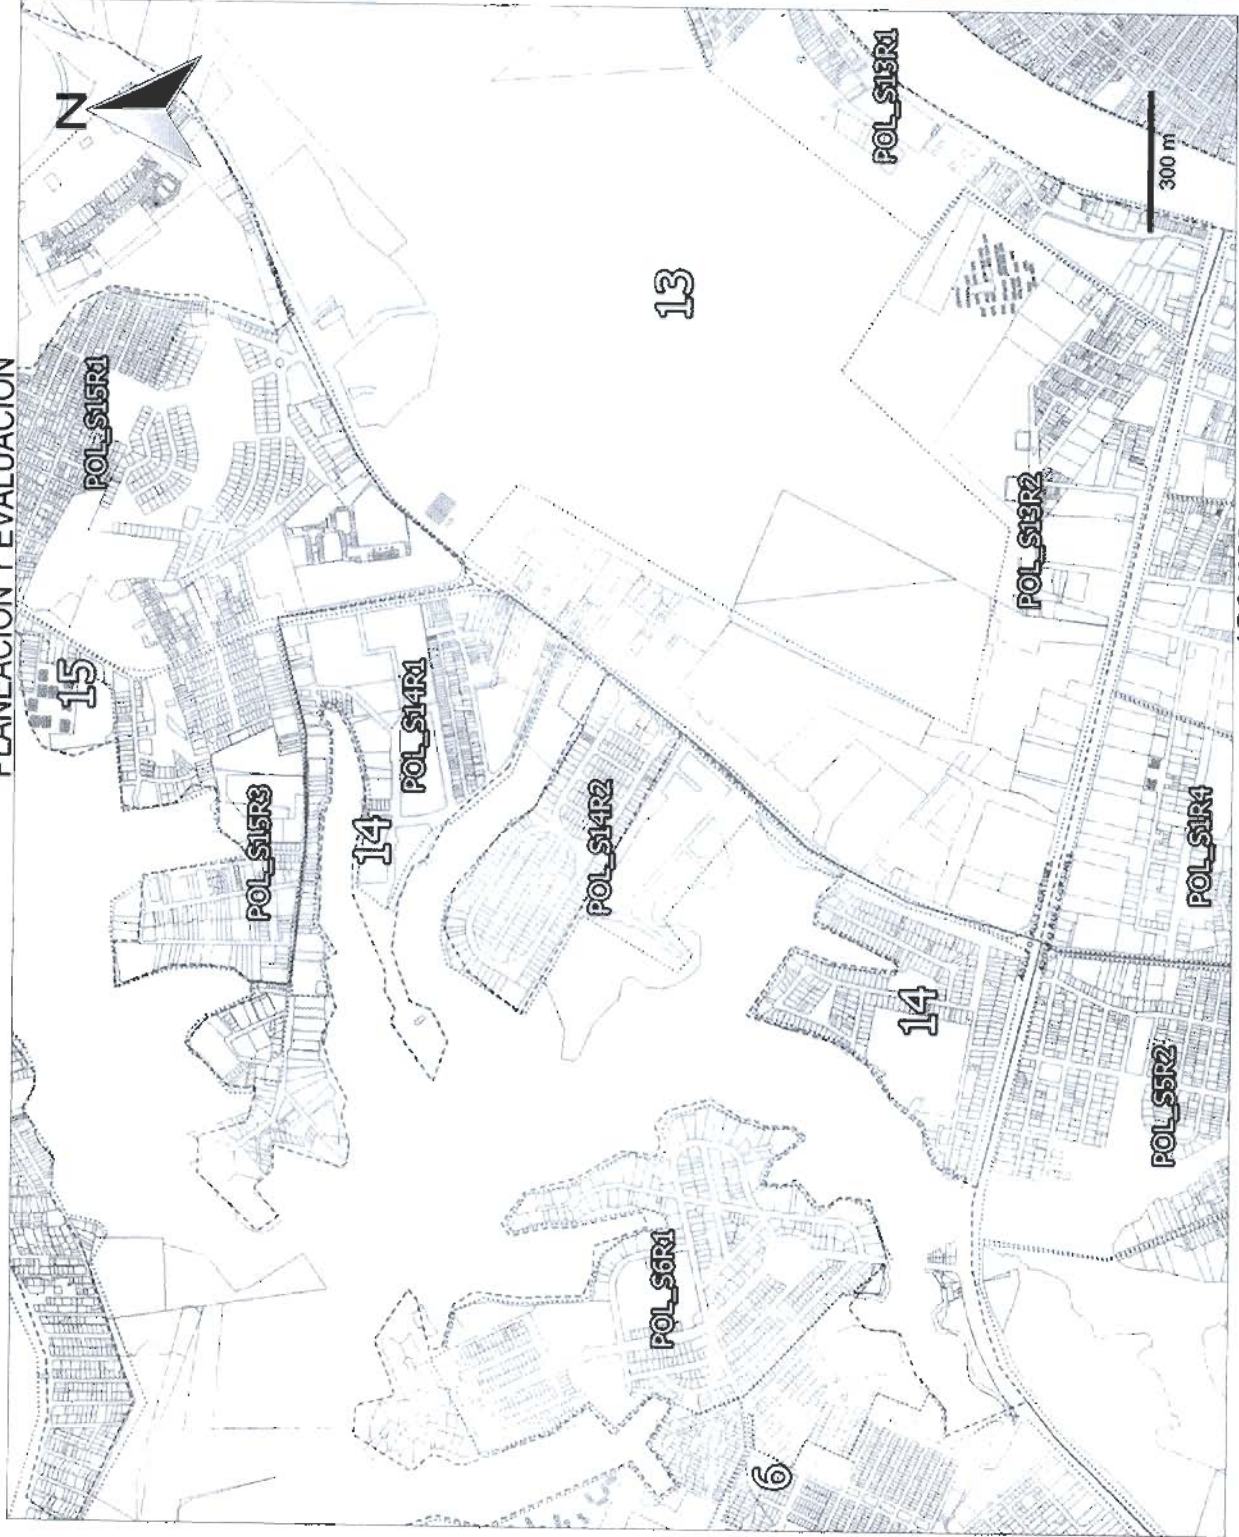 PLANEACIÓN Y EVALUACIÓN
N
POL_S15R1
15
POL_S15R3
POL_S14R1
14
POL_S14R2
13
POL_S13R1
300 m
POL_S13R2
POL_S1R4
14
POL_S5R2
POL_S6R1
6